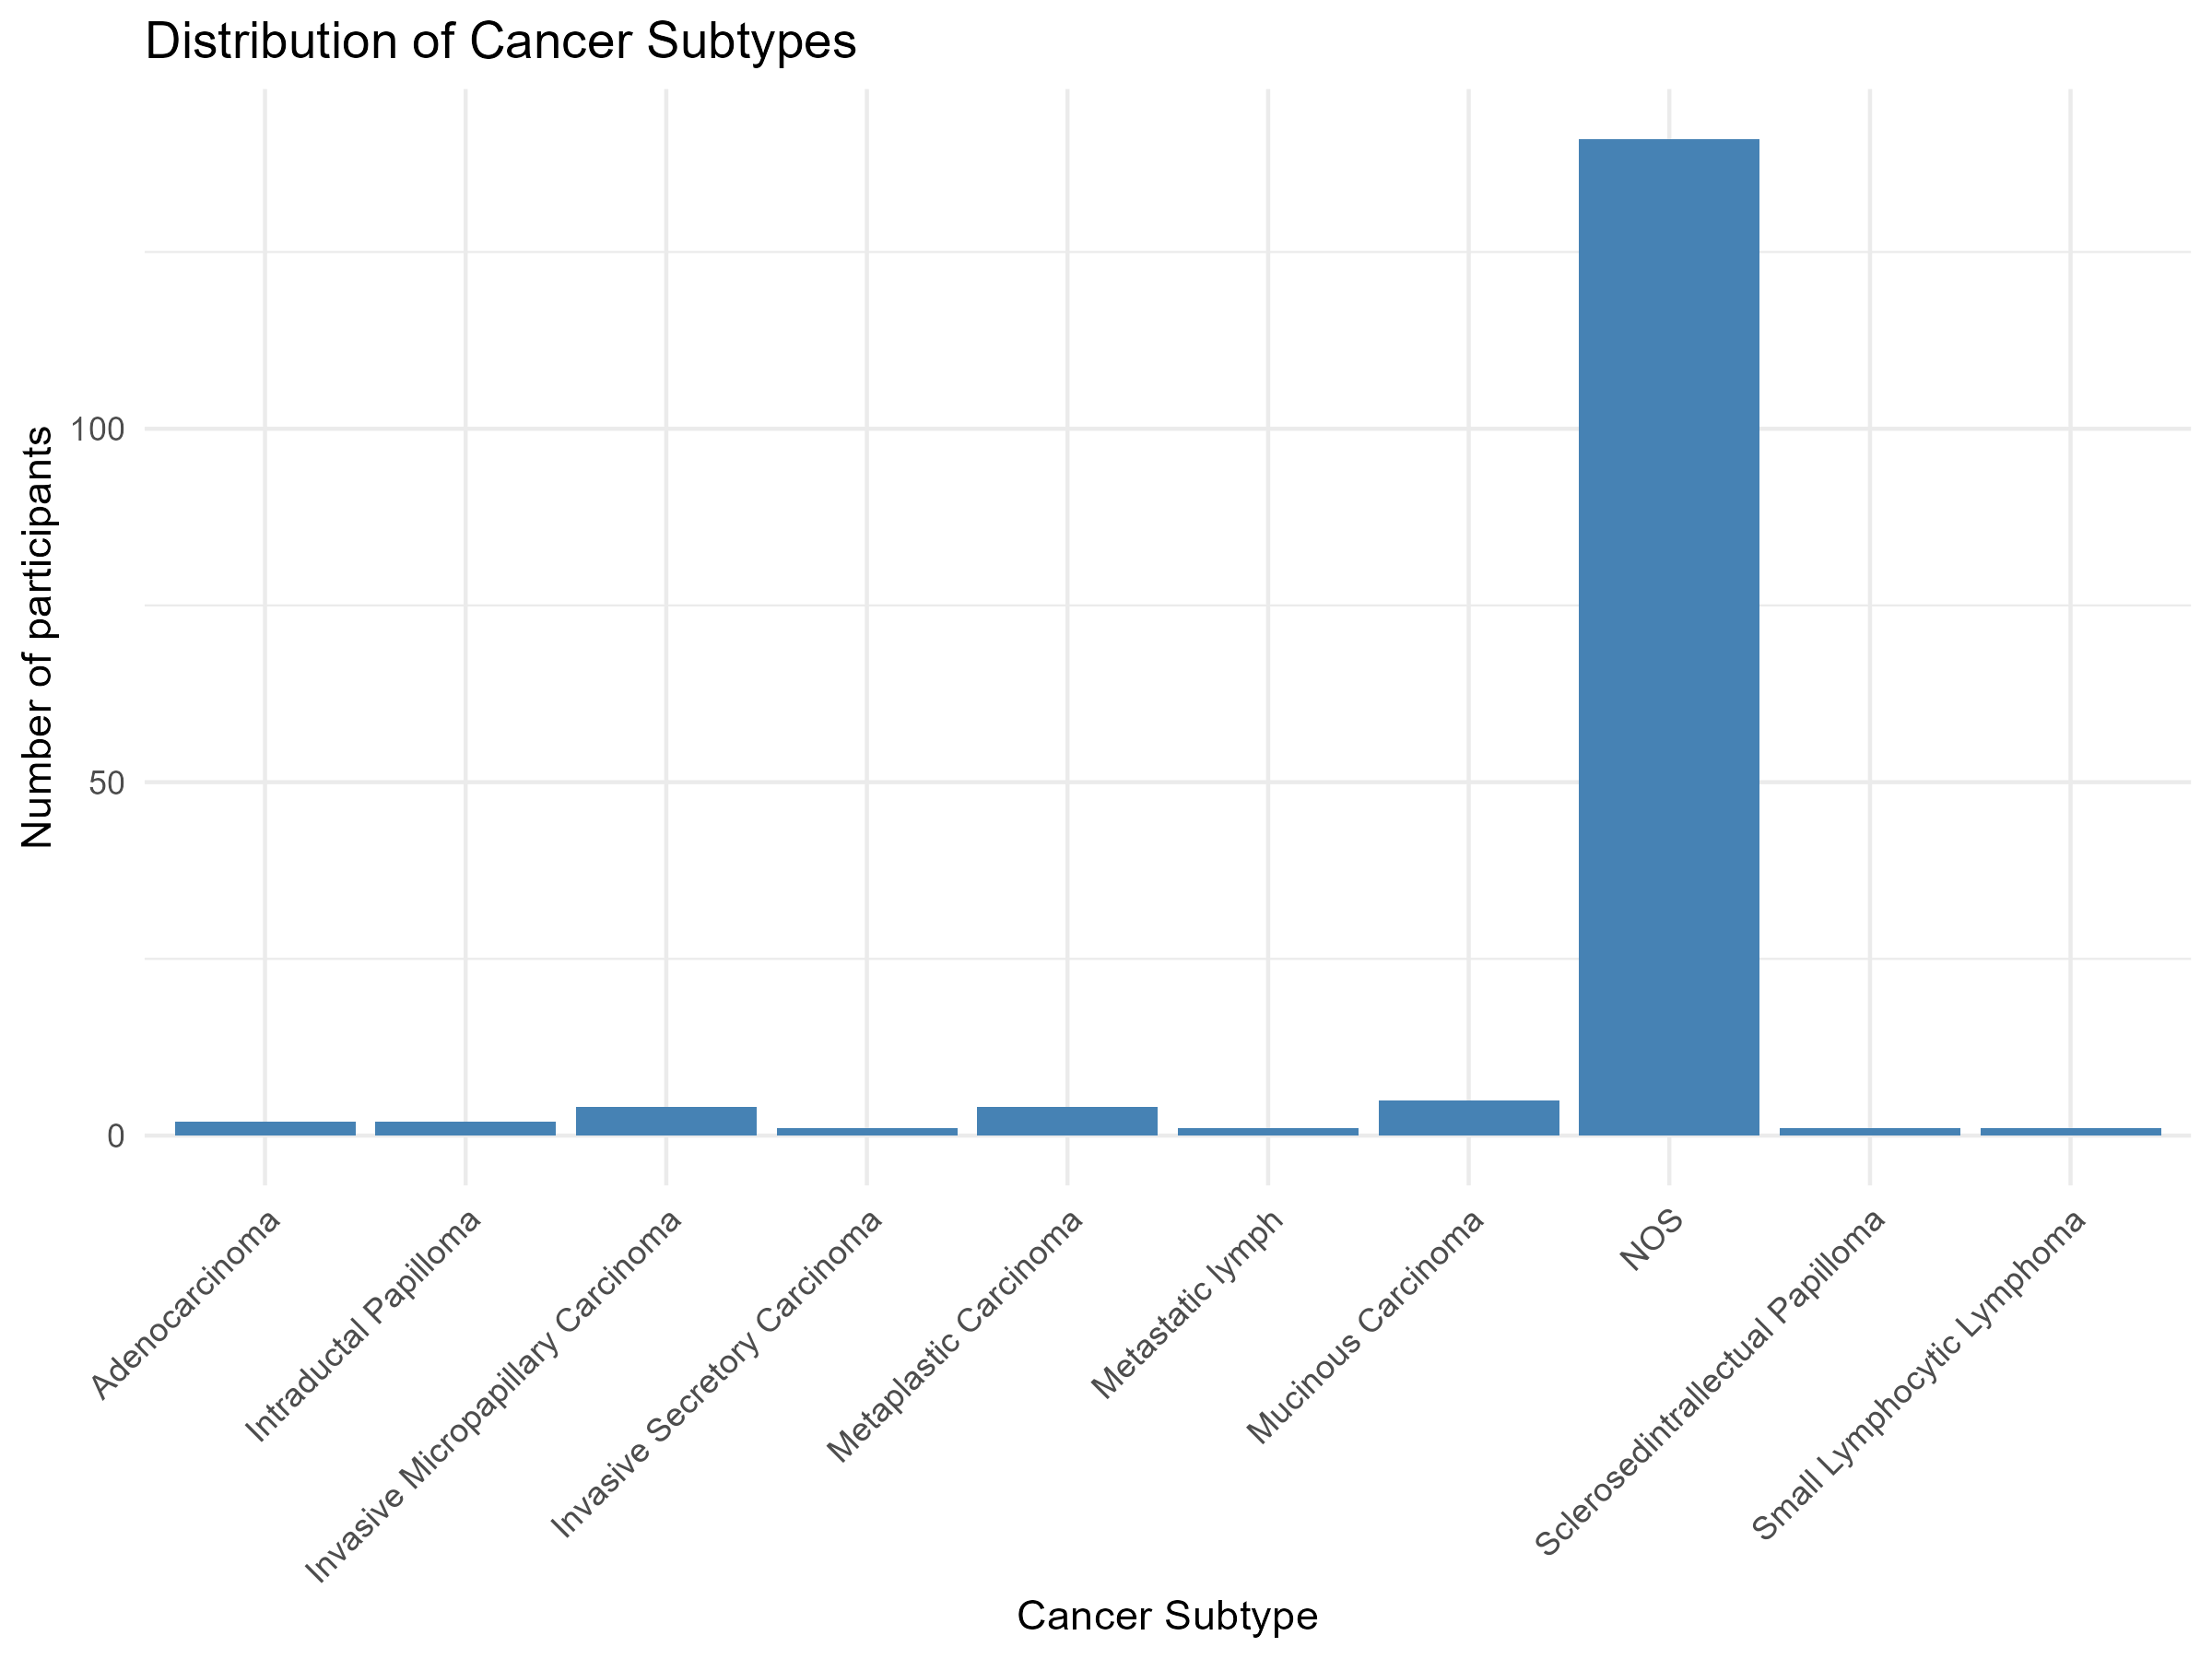 Distribution of Cancer Subtypes
Number of participants
100
50
0
Adenocarcinoma
Intraductal Papilloma
Invasive Micropapillary Carcinoma
Invasive Secretory Carcinoma
Metaplastic Carcinoma
Metastatic lymph
Mucinous Carcinoma
NOS
Sclerosedintrallectual Papilloma
Small Lymphocytic Lymphoma
Cancer Subtype